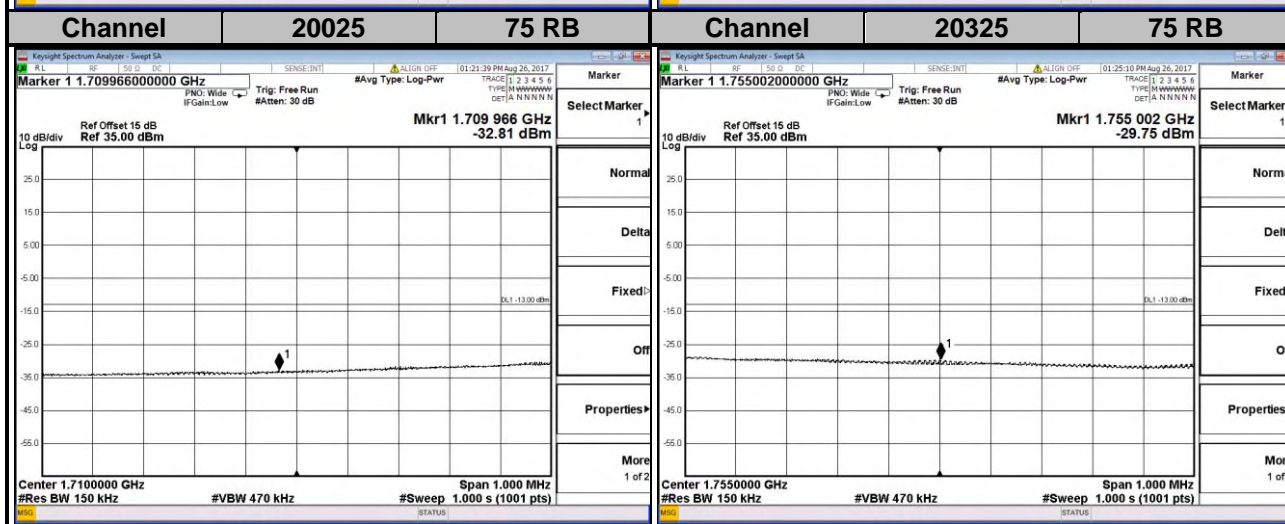 Channel 20025 75 RB Channel 20325 75 RB
Keysight Spectrum Analyzer - Swept SA
RL RF 50 Ω DC SENSE:INT ALIGN OFF 01:21:39 PM Aug 26, 2017
Marker 1 1.709966000000 GHz
PNO: Wide
IFGain:Low
Trig: Free Run
#Atten: 30 dB
#Avg Type: Log-Pwr
TRACE 1 2 3 4 5 6
TYPE M WWWWW
DET A NNNNN
Ref Offset 15 dB
Ref 35.00 dBm
10 dB/div
Log
Mkr1 1.709 966 GHz
-32.81 dBm
25.0
15.0
5.00
-5.00
DL1 -13.00 dBm
-15.0
-25.0
1
-35.0
-45.0
-55.0
Center 1.7100000 GHz
Span 1.000 MHz
#Res BW 150 kHz
#VBW 470 kHz
#Sweep 1.000 s (1001 pts)
MSG
STATUS
Marker
Select Marker
1
Normal
Delta
Fixed
Off
Properties
More
1 of 2
Keysight Spectrum Analyzer - Swept SA
RL RF 50 Ω DC SENSE:INT ALIGN OFF 01:25:10 PM Aug 26, 2017
Marker 1 1.755002000000 GHz
PNO: Wide
IFGain:Low
Trig: Free Run
#Atten: 30 dB
#Avg Type: Log-Pwr
TRACE 1 2 3 4 5 6
TYPE M WWWWW
DET A NNNNN
Ref Offset 15 dB
Ref 35.00 dBm
10 dB/div
Log
Mkr1 1.755 002 GHz
-29.75 dBm
25.0
15.0
5.00
-5.00
DL1 -13.00 dBm
-15.0
-25.0
1
-35.0
-45.0
-55.0
Center 1.7550000 GHz
Span 1.000 MHz
#Res BW 150 kHz
#VBW 470 kHz
#Sweep 1.000 s (1001 pts)
MSG
STATUS
Marker
Select Marker
1
Norm
Delt
Fixed
O
Properties
Mor
1 of